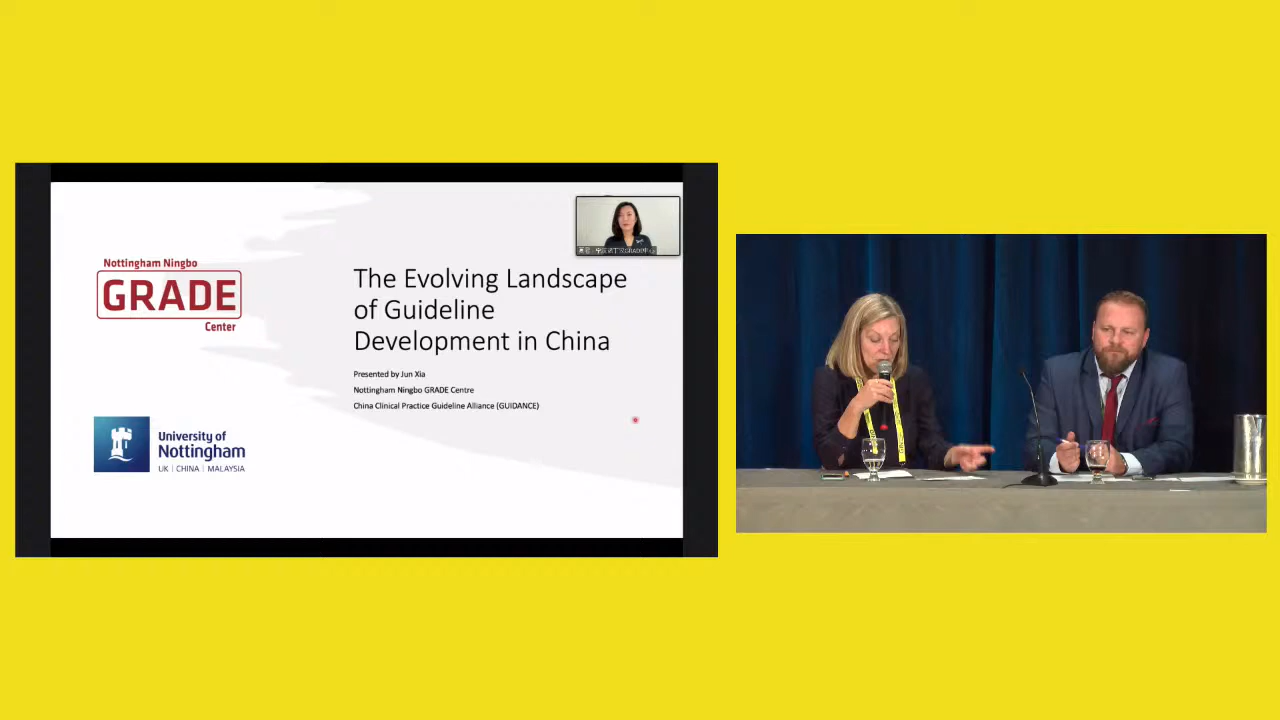 Nottingham Ningbo
GRADE
Center
The Evolving Landscape
of Guideline
Development in China
Presented by Jun Xia
Nottingham Ningbo GRADE Centre
China Clinical Practice Guideline Alliance (GUIDANCE)
University of
Nottingham
UK | CHINA | MALAYSIA